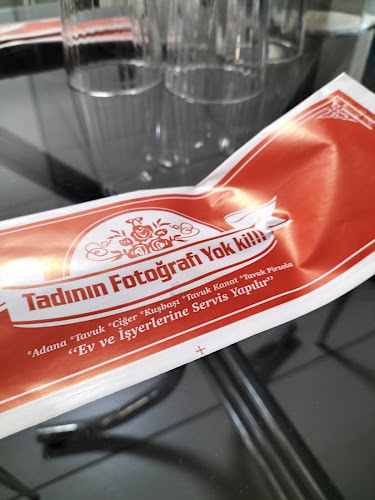 Tadının Fotoğrafı Yok ki!!!
*Adana *Tavuk *Ciğer *Kuşbaşı *Tavuk Kanat *Tavuk Pirzola
“Ev ve İşyerlerine Servis Yapılır”